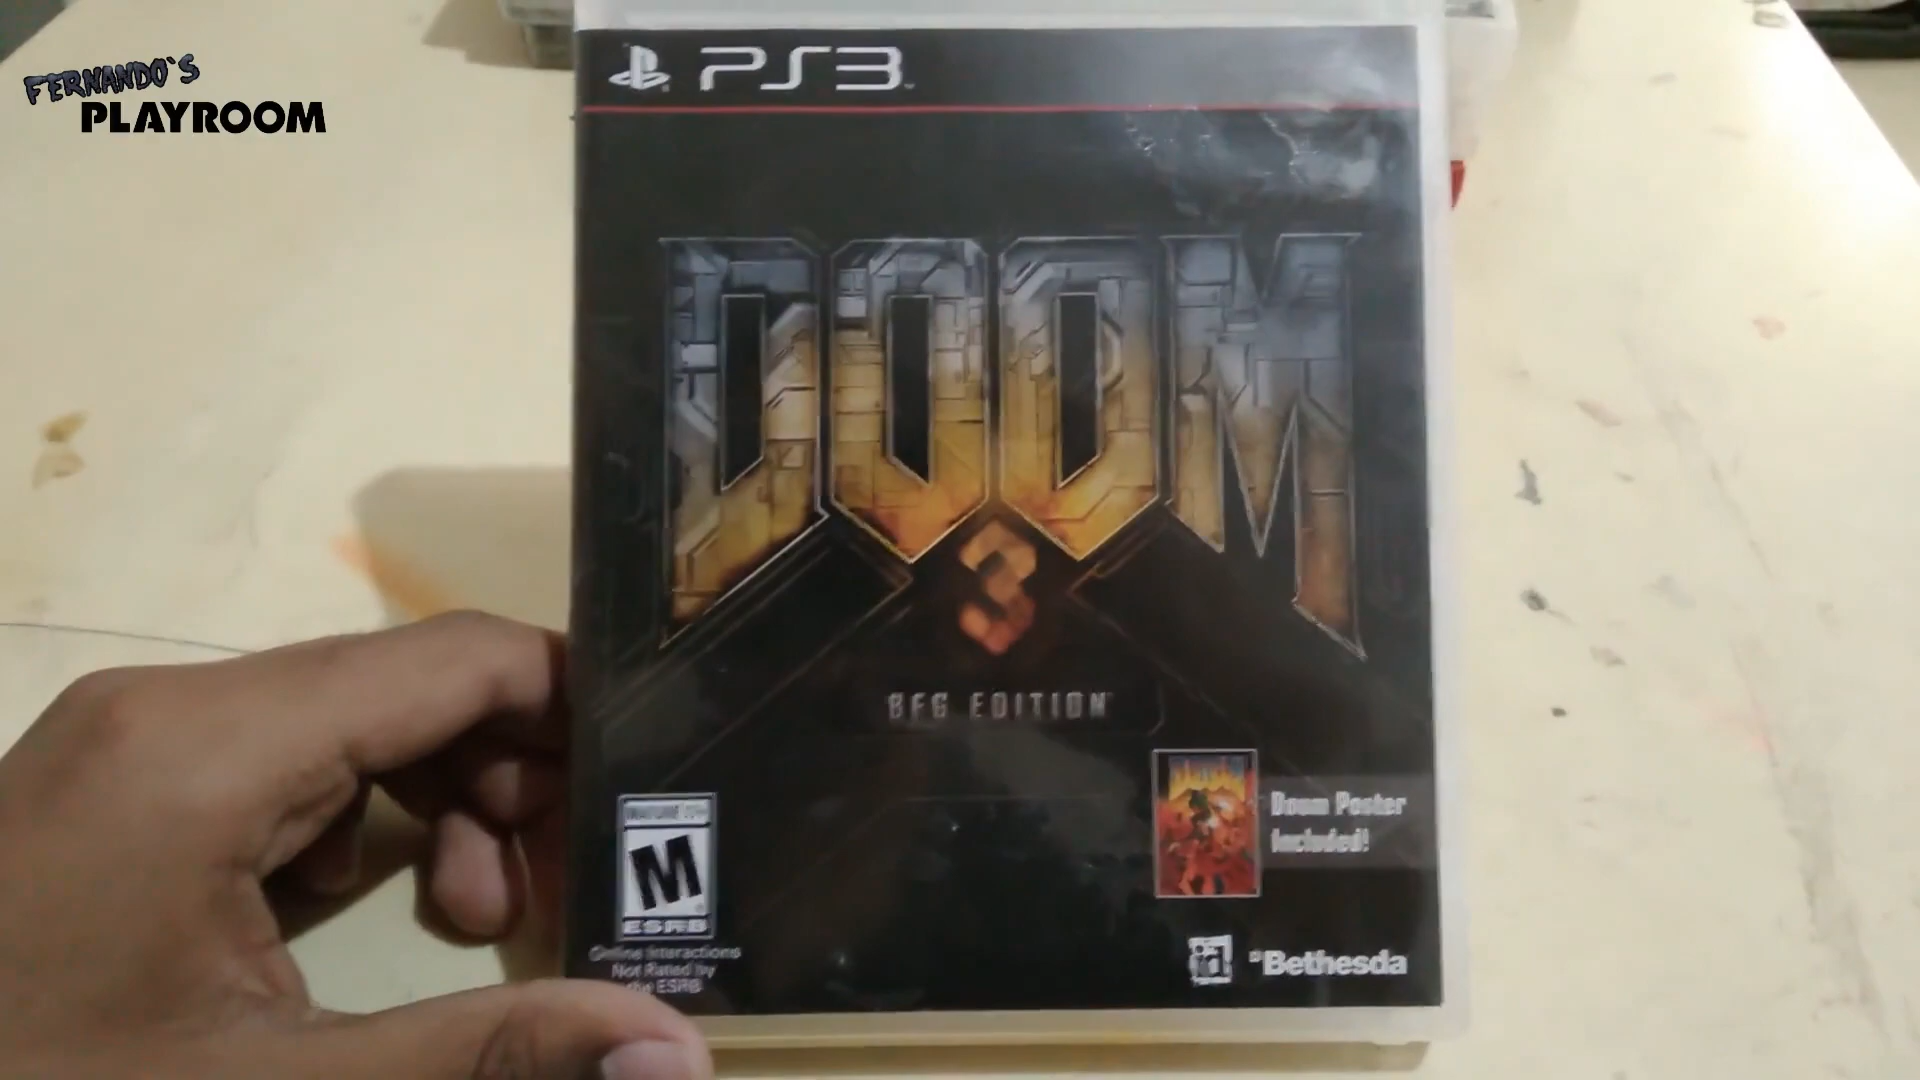 FERNANDO'S
PLAYROOM
PS3
DOOM
3
BFG EDITION
Doom Poster
Included!
M
ESRB
Online Interactions
Not Rated by
the ESRB
id
Bethesda